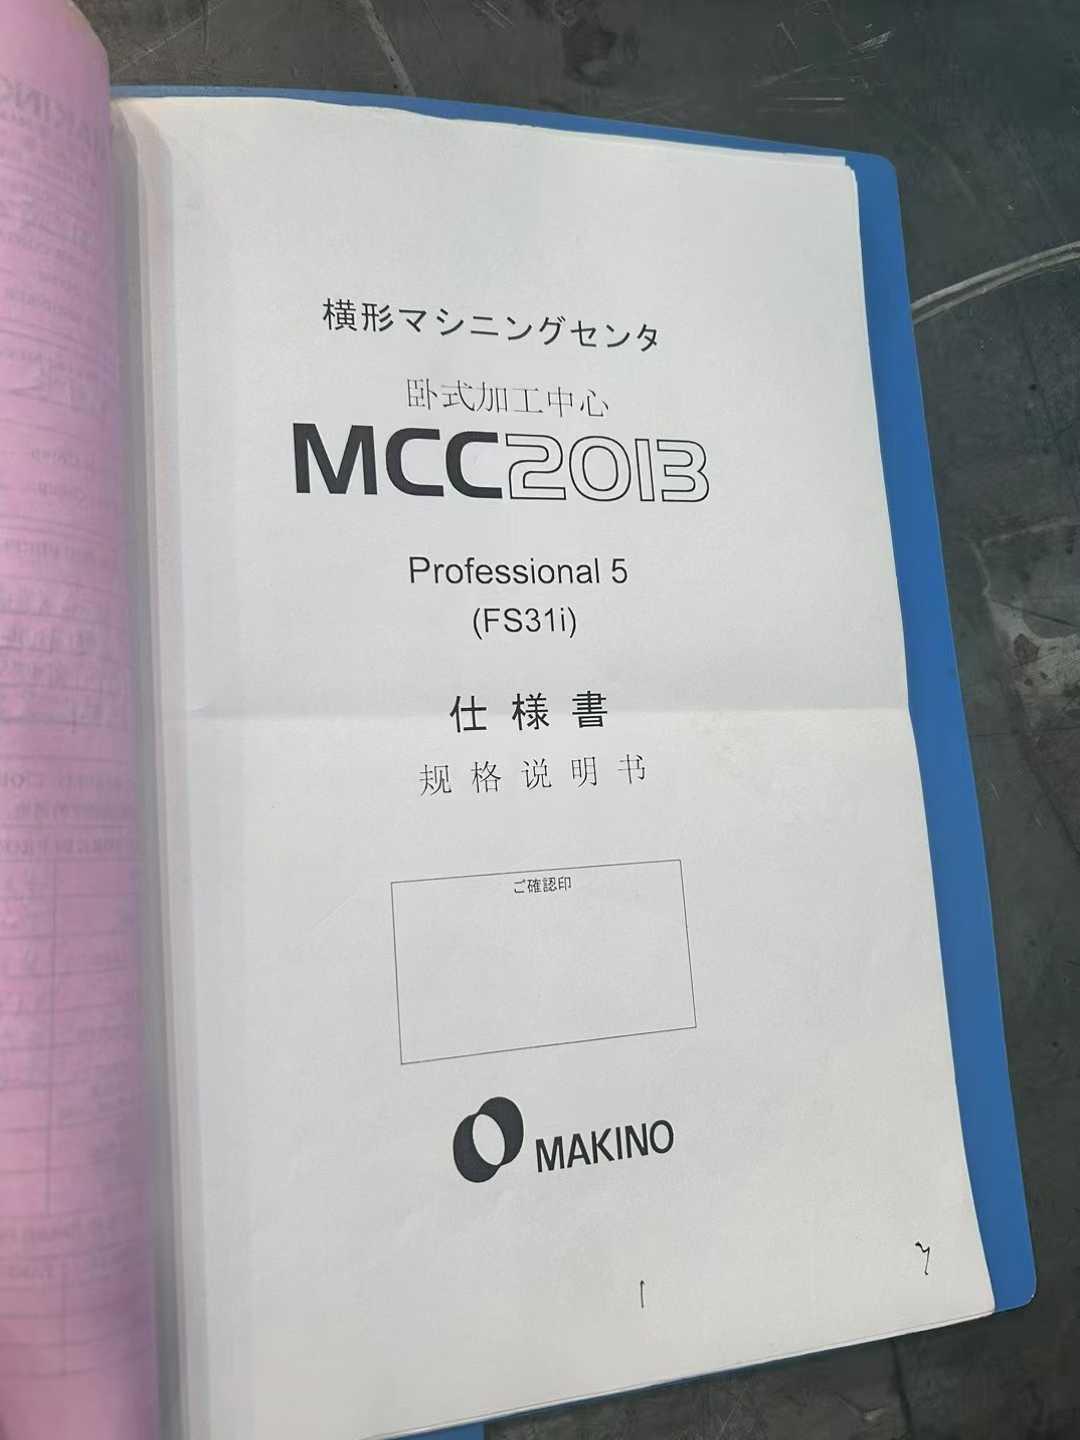 横形マシニングセンタ
卧式加工中心
MCC2013
Professional 5
(FS31i)
仕様書
规格说明书
ご確認印
MAKINO